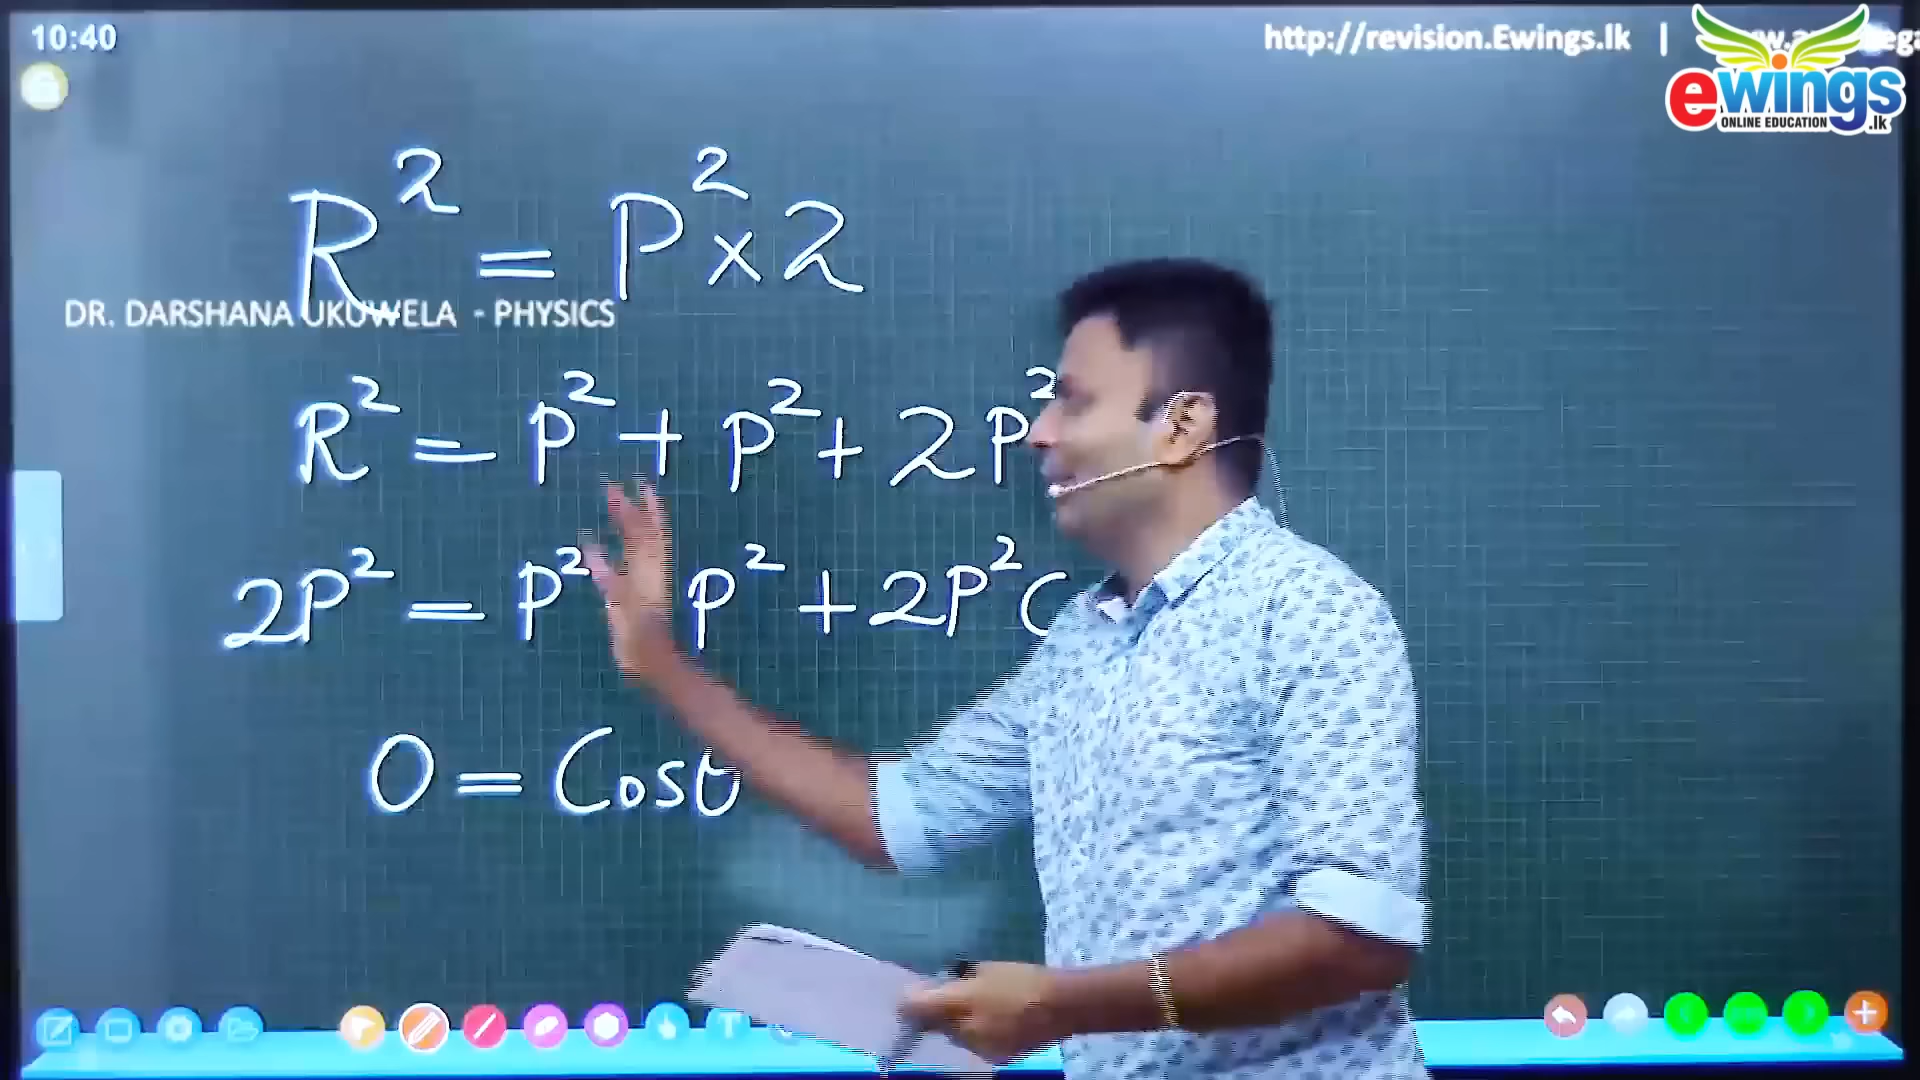 10:40
http://revision.Ewings.lk |
ewings
ONLINE EDUCATION .lk
R² = P² × 2
DR. DARSHANA UKUWELA - PHYSICS
R² = P² + P² + 2P²
2P² = P² P² + 2P² C
0 = Cosθ